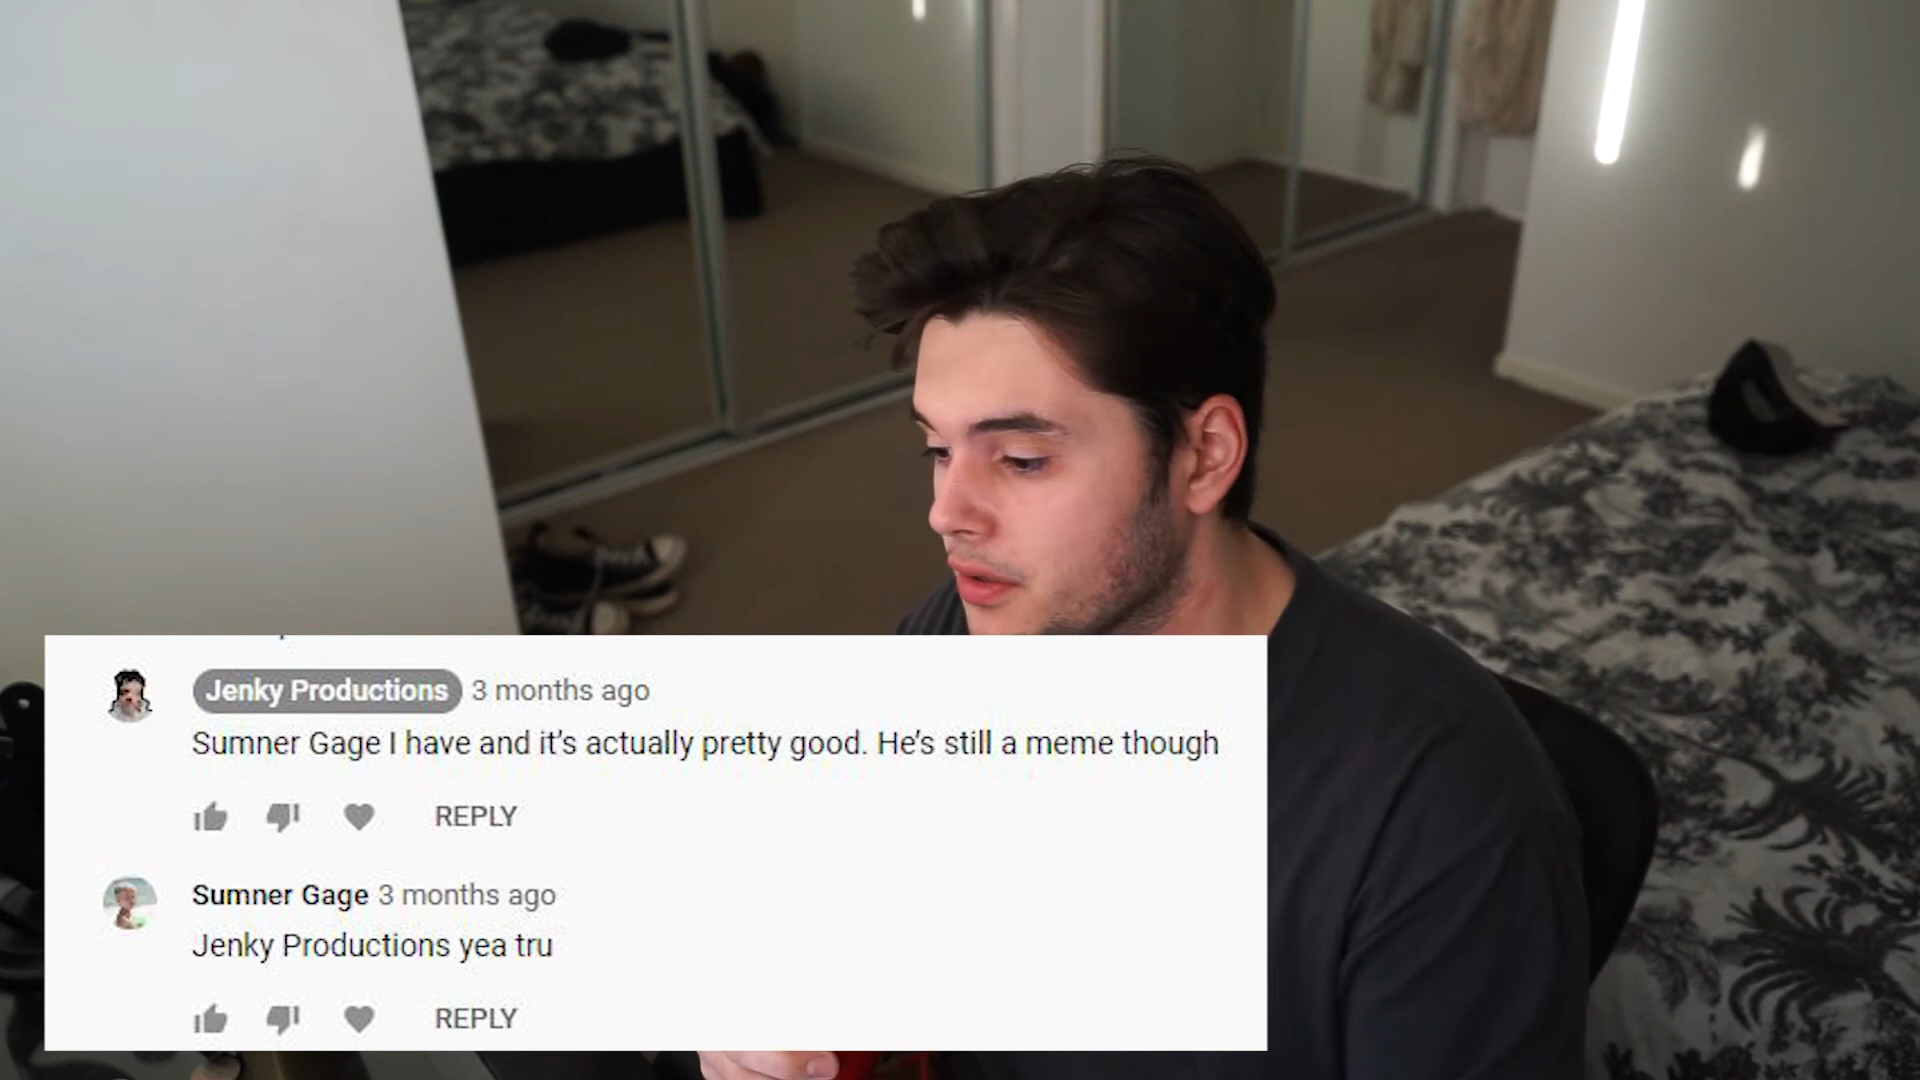 Jenky Productions 3 months ago
Sumner Gage I have and it's actually pretty good. He's still a meme though
REPLY
Sumner Gage 3 months ago
Jenky Productions yea tru
REPLY